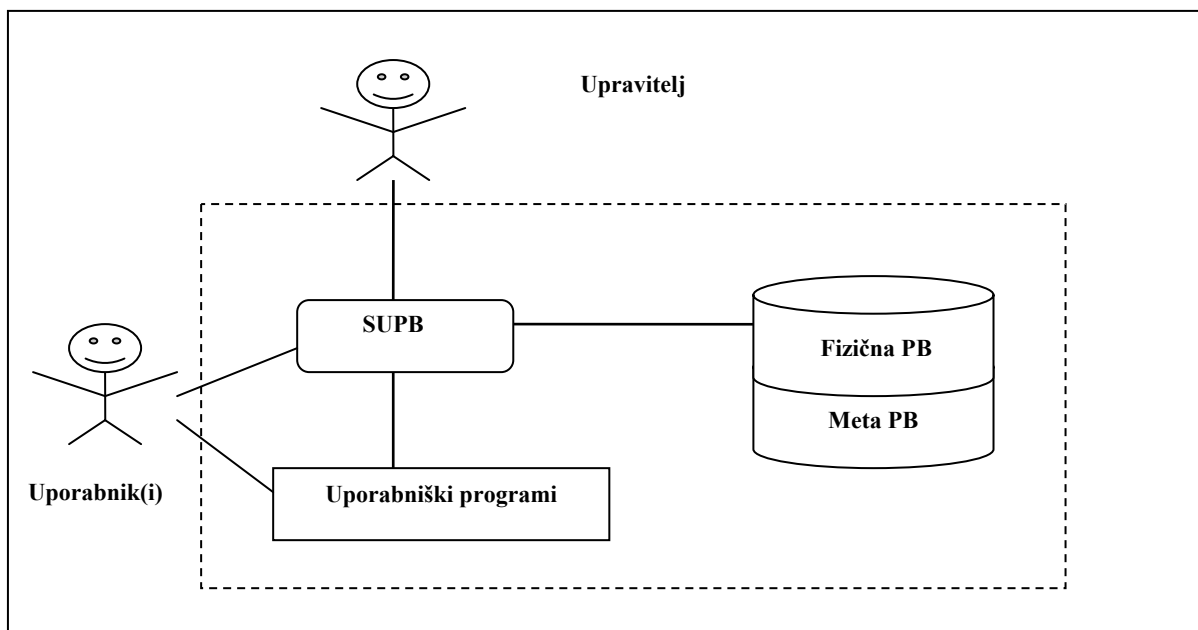 Upravitelj
SUPB
Fizična PB
Meta PB
Uporabnik(i)
Uporabniški programi